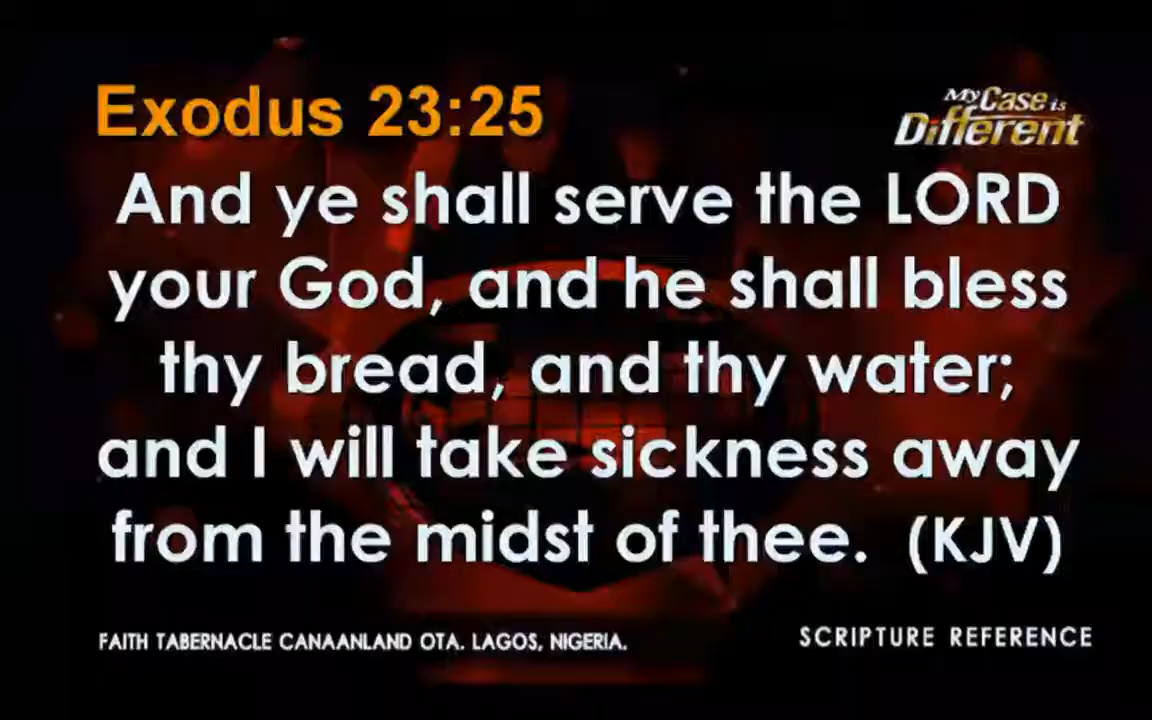 Exodus 23:25
My Case is
Different
And ye shall serve the LORD
your God, and he shall bless
thy bread, and thy water;
and I will take sickness away
from the midst of thee. (KJV)
FAITH TABERNACLE CANAANLAND OTA. LAGOS, NIGERIA.
SCRIPTURE REFERENCE